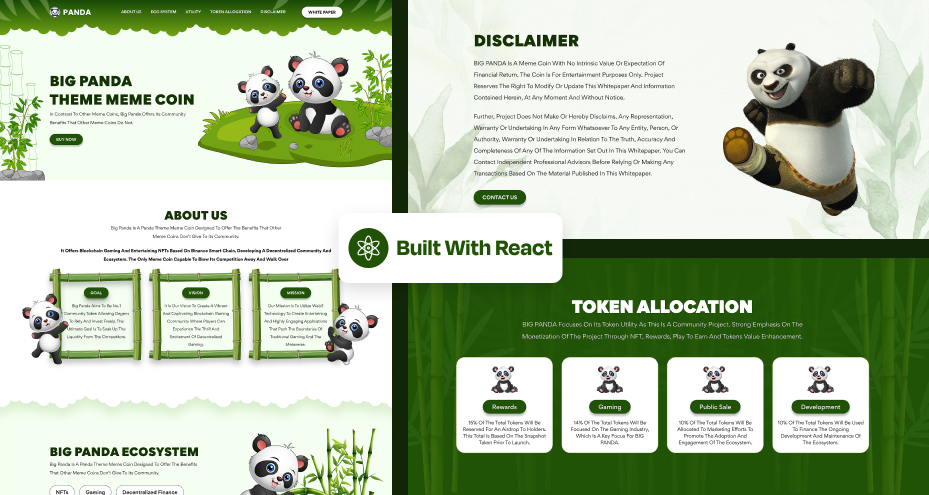 PANDA
ABOUT US
ECO SYSTEM
UTILITY
TOKEN ALLOCATION
DISCLAIMER
WHITE PAPER
BIG PANDA
THEME MEME COIN
In Contrast To Other Meme Coins, Big Panda Offers Its Community
Benefits That Other Meme Coins Do Not.
BUY NOW
ABOUT US
Big Panda Is A Panda Theme Meme Coin Designed To Offer The Benefits That Other
Meme Coins Don't Give To Its Community.
It Offers Blockchain Gaming And Entertaining NFTs Based On Binance Smart Chain, Developing A Decentralized Community And
Ecosystem. The Only Meme Coin Capable To Blow Its Competition Away And Walk Over
GOAL
Big Panda Aims To Be No.1
Community Token Allowing Degens
To Rely And Invest Freely. The
Ultimate Goal Is To Soak Up The
Liquidity From The Competition.
VISION
It Is Our Vision To Create A Vibrant
And Captivating Blockchain Gaming
Community Where Players Can
Experience The Thrill And
Excitement Of Decentralized
Gaming.
MISSION
Our Mission Is To Utilize Web3
Technology To Create Entertaining
And Highly Engaging Applications
That Push The Boundaries Of
Traditional Gaming And The
Metaverse.
BIG PANDA ECOSYSTEM
Big Panda Is A Panda Theme Meme Coin Designed To Offer The Benefits
That Other Meme Coins Don't Give To Its Community.
NFTs
Gaming
Decentralized Finance
DISCLAIMER
BIG PANDA Is A Meme Coin With No Intrinsic Value Or Expectation Of
Financial Return. The Coin Is For Entertainment Purposes Only. Project
Reserves The Right To Modify Or Update This Whitepaper And Information
Contained Herein, At Any Moment And Without Notice.
Further, Project Does Not Make Or Hereby Disclaims, Any Representation,
Warranty Or Undertaking In Any Form Whatsoever To Any Entity, Person, Or
Authority, Warranty Or Undertaking In Relation To The Truth, Accuracy And
Completeness Of Any Of The Information Set Out In This Whitepaper. You Can
Contact Independent Professional Advisors Before Relying Or Making Any
Transactions Based On The Material Published In This Whitepaper.
CONTACT US
Built With React
TOKEN ALLOCATION
BIG PANDA Focuses On Its Token Utility As This Is A Community Project, Strong Emphasis On The
Monetization Of The Project Through NFT, Rewards, Play To Earn And Tokens Value Enhancement.
Rewards
15% Of The Total Tokens Will Be
Reserved For An Airdrop To Holders.
This Total Is Based On The Snapshot
Taken Prior To Launch.
Gaming
14% Of The Total Tokens Will Be
Focused On The Gaming Industry,
Which Is A Key Focus For BIG
PANDA.
Public Sale
10% Of The Total Tokens Will Be
Allocated To Marketing Efforts To
Promote The Adoption And
Engagement Of The Ecosystem.
Development
10% Of The Total Tokens Will Be Used
To Finance The Ongoing
Development And Maintenance Of
The Ecosystem.